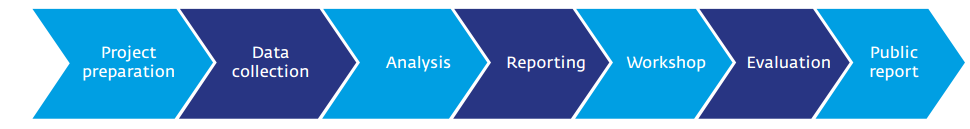 Project
preparation
Data
collection
Analysis
Reporting
Workshop
Evaluation
Public
report